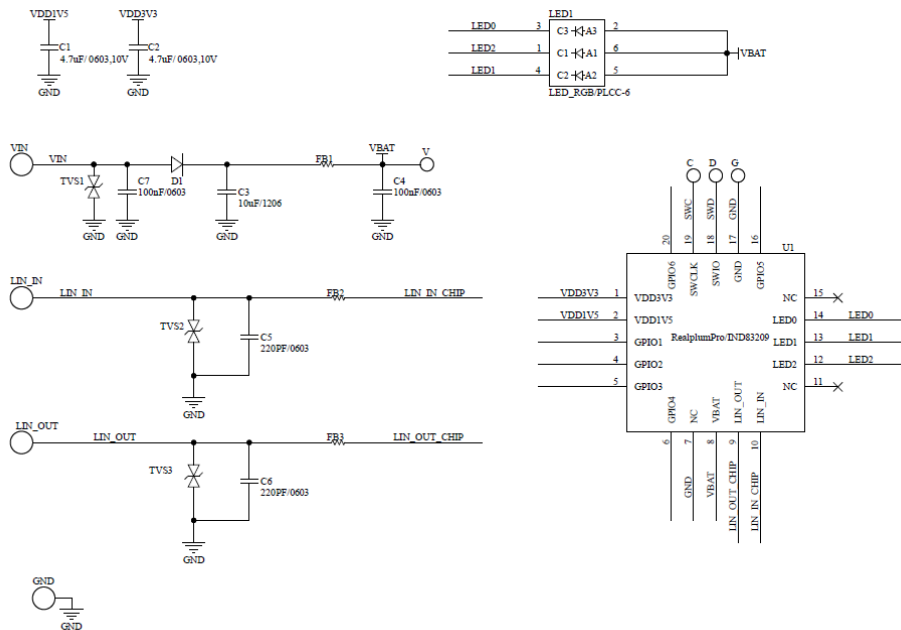 VDD1V5
C1
4.7uF/ 0603,10V
GND
VDD3V3
C2
4.7uF/ 0603,10V
GND
LED1
LED0 3 C3 A3 2
LED2 1 C1 A1 6
LED1 4 C2 A2 5
VBAT
LED_RGB/PLCC-6
VIN
VIN
TVS1
GND
C7
100nF/0603
GND
D1
C3
10uF/1206
GND
FB1
VBAT
V
C4
100nF/0603
GND
LIN_IN
LIN_IN
FB2
LIN_IN_CHIP
TVS2
C5
220PF/0603
GND
LIN_OUT
LIN_OUT
FB3
LIN_OUT_CHIP
TVS3
C6
220PF/0603
GND
GND
GND
C D G
SWC
SWD
GND
20 19 18 17 16
U1
GPIO6
SWCLK
SWIO
GND
GPIO5
VDD3V3 1 VDD3V3
VDD1V5 2 VDD1V5
3 GPIO1
4 GPIO2
5 GPIO3
RealplumPro/IND83209
NC 15
LED0 14 LED0
LED1 13 LED1
LED2 12 LED2
NC 11
GPIO4
NC
VBAT
LIN_OUT
LIN_IN
6 7 8 9 10
GND
VBAT
LIN_OUT_CHIP
LIN_IN_CHIP